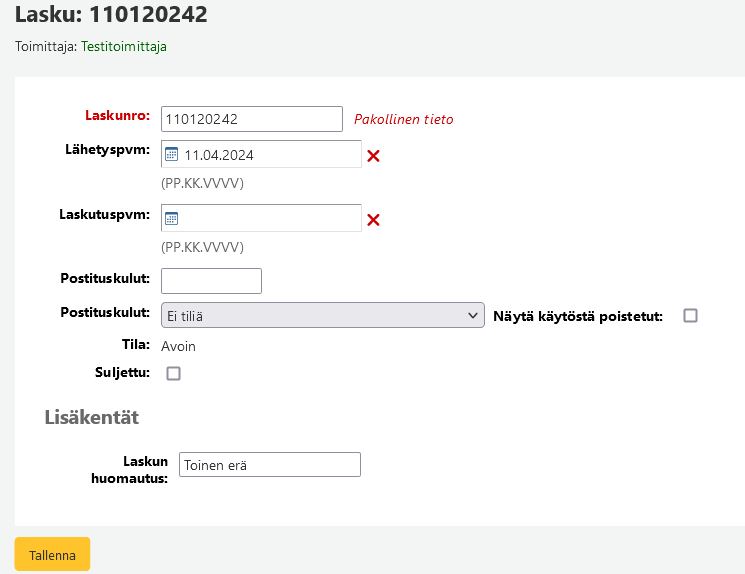 Lasku: 110120242
Toimittaja: Testitoimittaja
Laskunro: 110120242 Pakollinen tieto
Lähetyspvm: 11.04.2024
(PP.KK.VVVV)
Laskutuspvm:
(PP.KK.VVVV)
Postituskulut:
Postituskulut: Ei tiliä Näytä käytöstä poistetut:
Tila: Avoin
Suljettu:
Lisäkentät
Laskun
huomautus: Toinen erä
Tallenna